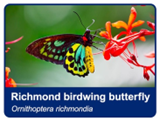 Richmond birdwing butterfly
Ornithoptera richmondia